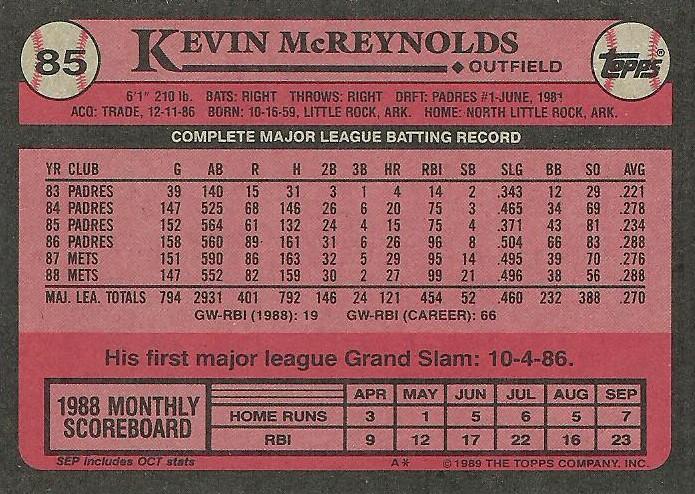 85
KEVIN MCREYNOLDS
◆ OUTFIELD
TOPPS®
6'1" 210 lb. BATS: RIGHT THROWS: RIGHT DRFT: PADRES #1-JUNE, 1981
ACQ: TRADE, 12-11-86 BORN: 10-16-59, LITTLE ROCK, ARK. HOME: NORTH LITTLE ROCK, ARK.
COMPLETE MAJOR LEAGUE BATTING RECORD
YR CLUB G AB R H 2B 3B HR RBI SB SLG BB SO AVG
83 PADRES 39 140 15 31 3 1 4 14 2 .343 12 29 .221
84 PADRES 147 525 68 146 26 6 20 75 3 .465 34 69 .278
85 PADRES 152 564 61 132 24 4 15 75 4 .371 43 81 .234
86 PADRES 158 560 89 161 31 6 26 96 8 .504 66 83 .288
87 METS 151 590 86 163 32 5 29 95 14 .495 39 70 .276
88 METS 147 552 82 159 30 2 27 99 21 .496 38 56 .288
MAJ. LEA. TOTALS 794 2931 401 792 146 24 121 454 52 .460 232 388 .270
GW-RBI (1988): 19 GW-RBI (CAREER): 66
His first major league Grand Slam: 10-4-86.
1988 MONTHLY SCOREBOARD
APR MAY JUN JUL AUG SEP
HOME RUNS 3 1 5 6 5 7
RBI 9 12 17 22 16 23
SEP includes OCT stats
A* ©1989 THE TOPPS COMPANY, INC.